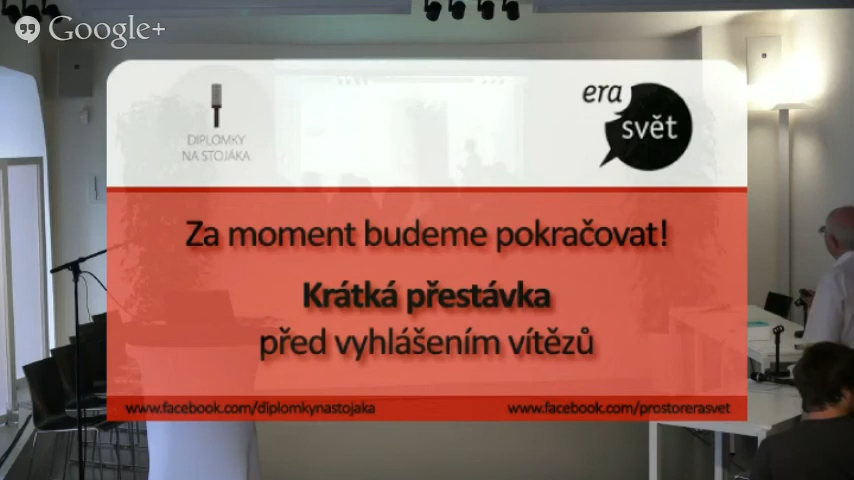 Google+
DIPLOMKY
NA STOJÁKA
era
svět
Za moment budeme pokračovat!
Krátká přestávka
před vyhlášením vítězů
www.facebook.com/diplomkynastojaka
www.facebook.com/prostorerasvet